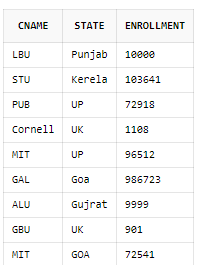 CNAME STATE ENROLLMENT
LBU Punjab 10000
STU Kerela 103641
PUB UP 72918
Cornell UK 1108
MIT UP 96512
GAL Goa 986723
ALU Gujrat 9999
GBU UK 901
MIT GOA 72541